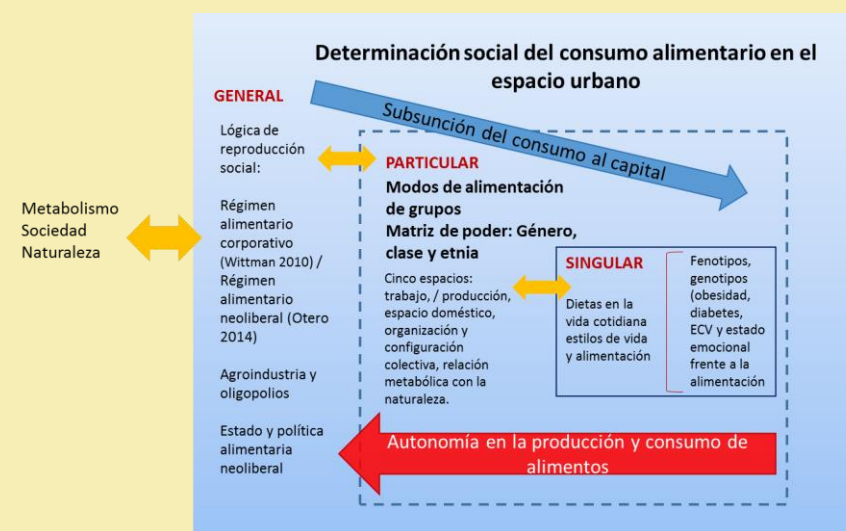 Determinación social del consumo alimentario en el
espacio urbano
GENERAL
Subsunción del consumo al capital
Lógica de
reproducción
social:
Régimen
alimentario
corporativo
(Wittman 2010) /
Régimen
alimentario
neoliberal (Otero
2014)
Agroindustria y
oligopolios
Estado y política
alimentaria
neoliberal
Metabolismo
Sociedad
Naturaleza
PARTICULAR
Modos de alimentación
de grupos
Matriz de poder: Género,
clase y etnia
Cinco espacios:
trabajo, / producción,
espacio doméstico,
organización y
configuración
colectiva, relación
metabólica con la
naturaleza.
SINGULAR
Dietas en la
vida cotidiana
estilos de vida
y alimentación
Fenotipos,
genotipos
(obesidad,
diabetes,
ECV y estado
emocional
frente a la
alimentación
Autonomía en la producción y consumo de
alimentos